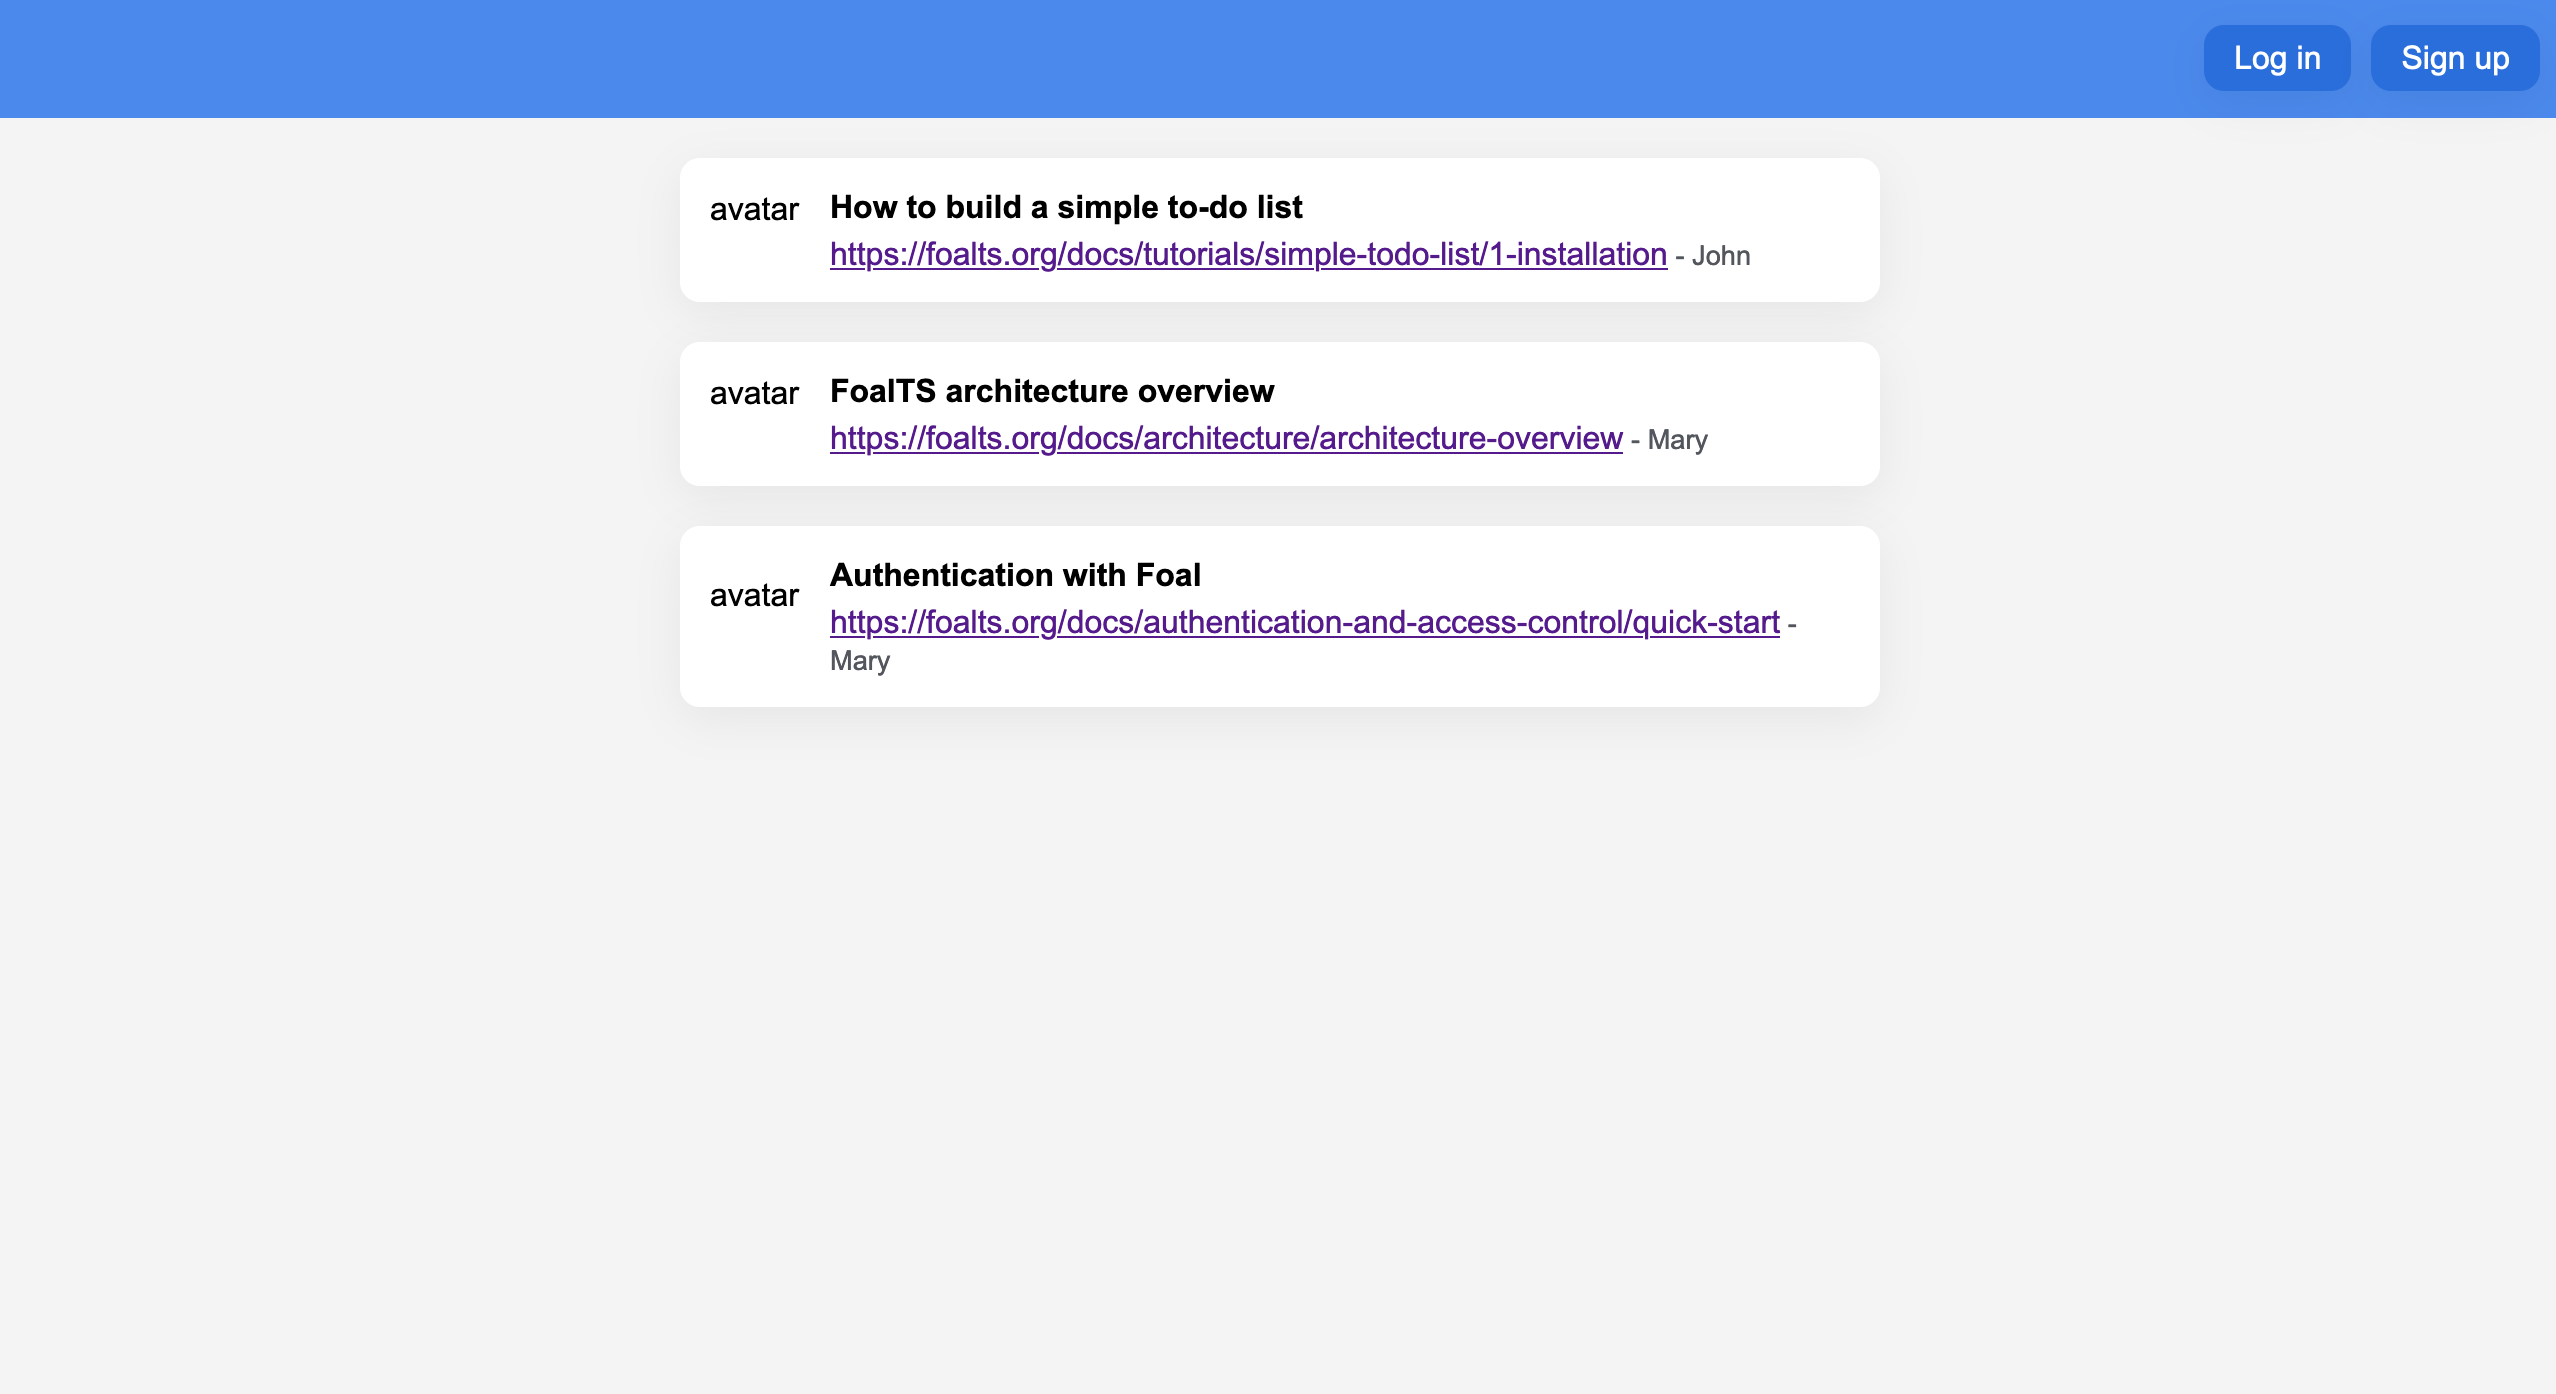 Log in Sign up
avatar How to build a simple to-do list
https://foalts.org/docs/tutorials/simple-todo-list/1-installation - John
avatar FoalTS architecture overview
https://foalts.org/docs/architecture/architecture-overview - Mary
Authentication with Foal
avatar
https://foalts.org/docs/authentication-and-access-control/quick-start -
Mary